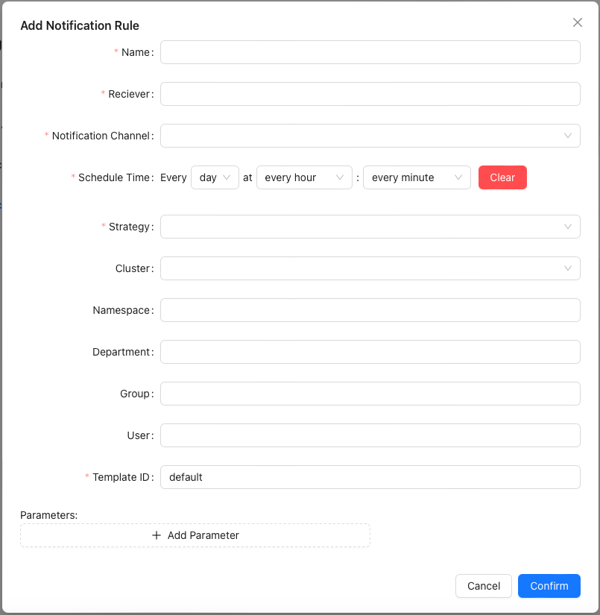 Add Notification Rule
* Name:
* Reciever:
* Notification Channel:
* Schedule Time: Every day at every hour : every minute Clear
* Strategy:
Cluster:
Namespace:
Department:
Group:
User:
* Template ID: default
Parameters:
+ Add Parameter
Cancel Confirm